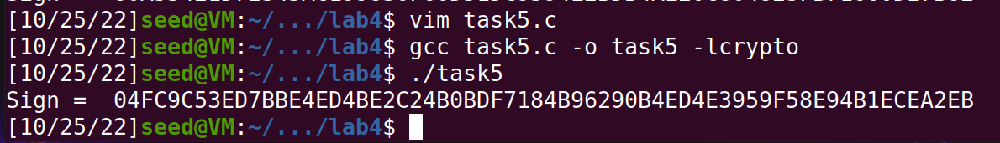 [10/25/22]seed@VM:~/.../lab4$ vim task5.c
[10/25/22]seed@VM:~/.../lab4$ gcc task5.c -o task5 -lcrypto
[10/25/22]seed@VM:~/.../lab4$ ./task5
Sign =  04FC9C53ED7BBE4ED4BE2C24B0BDF7184B96290B4ED4E3959F58E94B1ECEA2EB
[10/25/22]seed@VM:~/.../lab4$